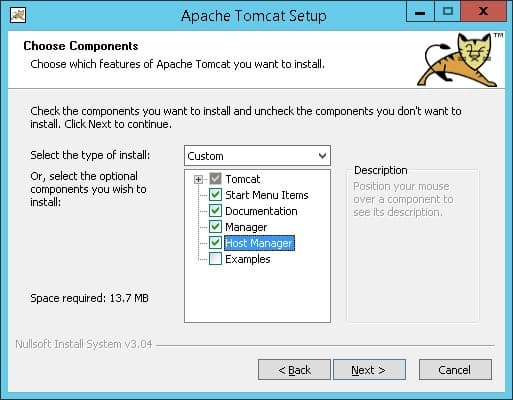 Apache Tomcat Setup
Choose Components
Choose which features of Apache Tomcat you want to install.
TM
Check the components you want to install and uncheck the components you don't want to
install. Click Next to continue.
Select the type of install:
Custom
Or, select the optional
components you wish to
install:
Tomcat
Start Menu Items
Documentation
Manager
Host Manager
Examples
Description
Position your mouse
over a component to
see its description.
Space required: 13.7 MB
Nullsoft Install System v3.04
< Back
Next >
Cancel